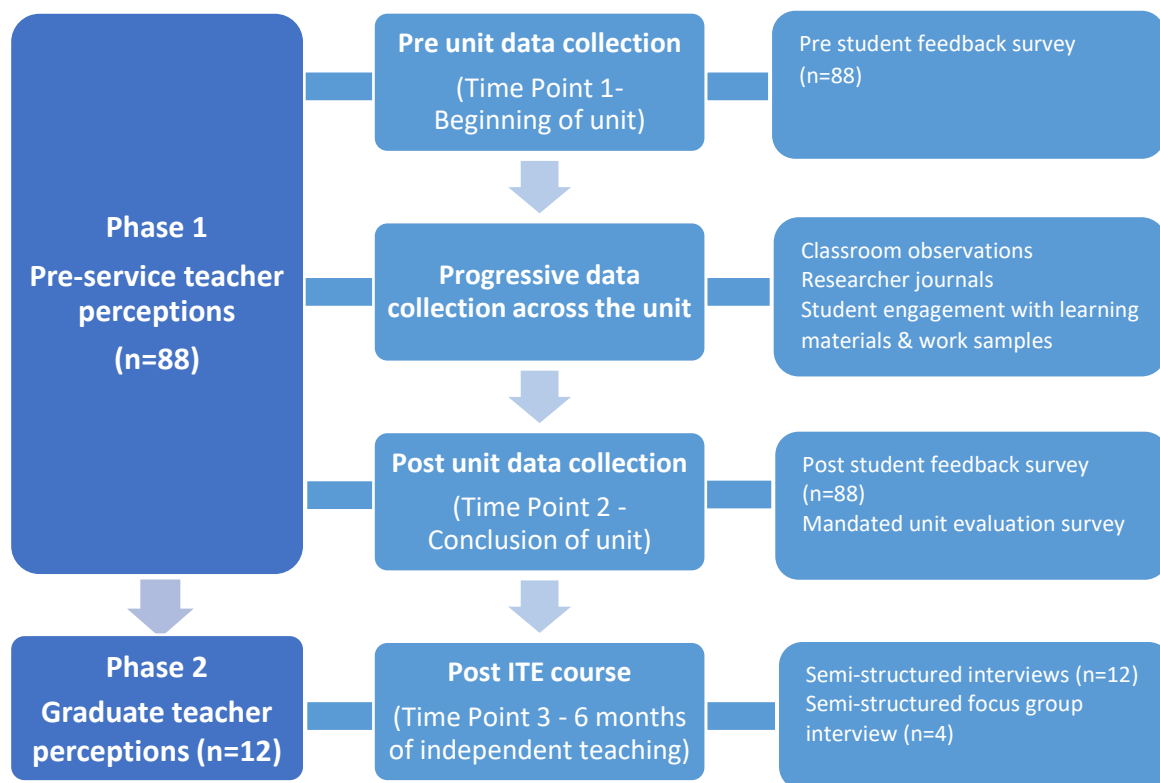 Phase 1
Pre-service teacher
perceptions
(n=88)
Pre unit data collection
(Time Point 1-
Beginning of unit)
Pre student feedback survey
(n=88)
Progressive data
collection across the unit
Classroom observations
Researcher journals
Student engagement with learning
materials & work samples
Post unit data collection
(Time Point 2 -
Conclusion of unit)
Post student feedback survey
(n=88)
Mandated unit evaluation survey
Phase 2
Graduate teacher
perceptions (n=12)
Post ITE course
(Time Point 3 - 6 months
of independent teaching)
Semi-structured interviews (n=12)
Semi-structured focus group
interview (n=4)